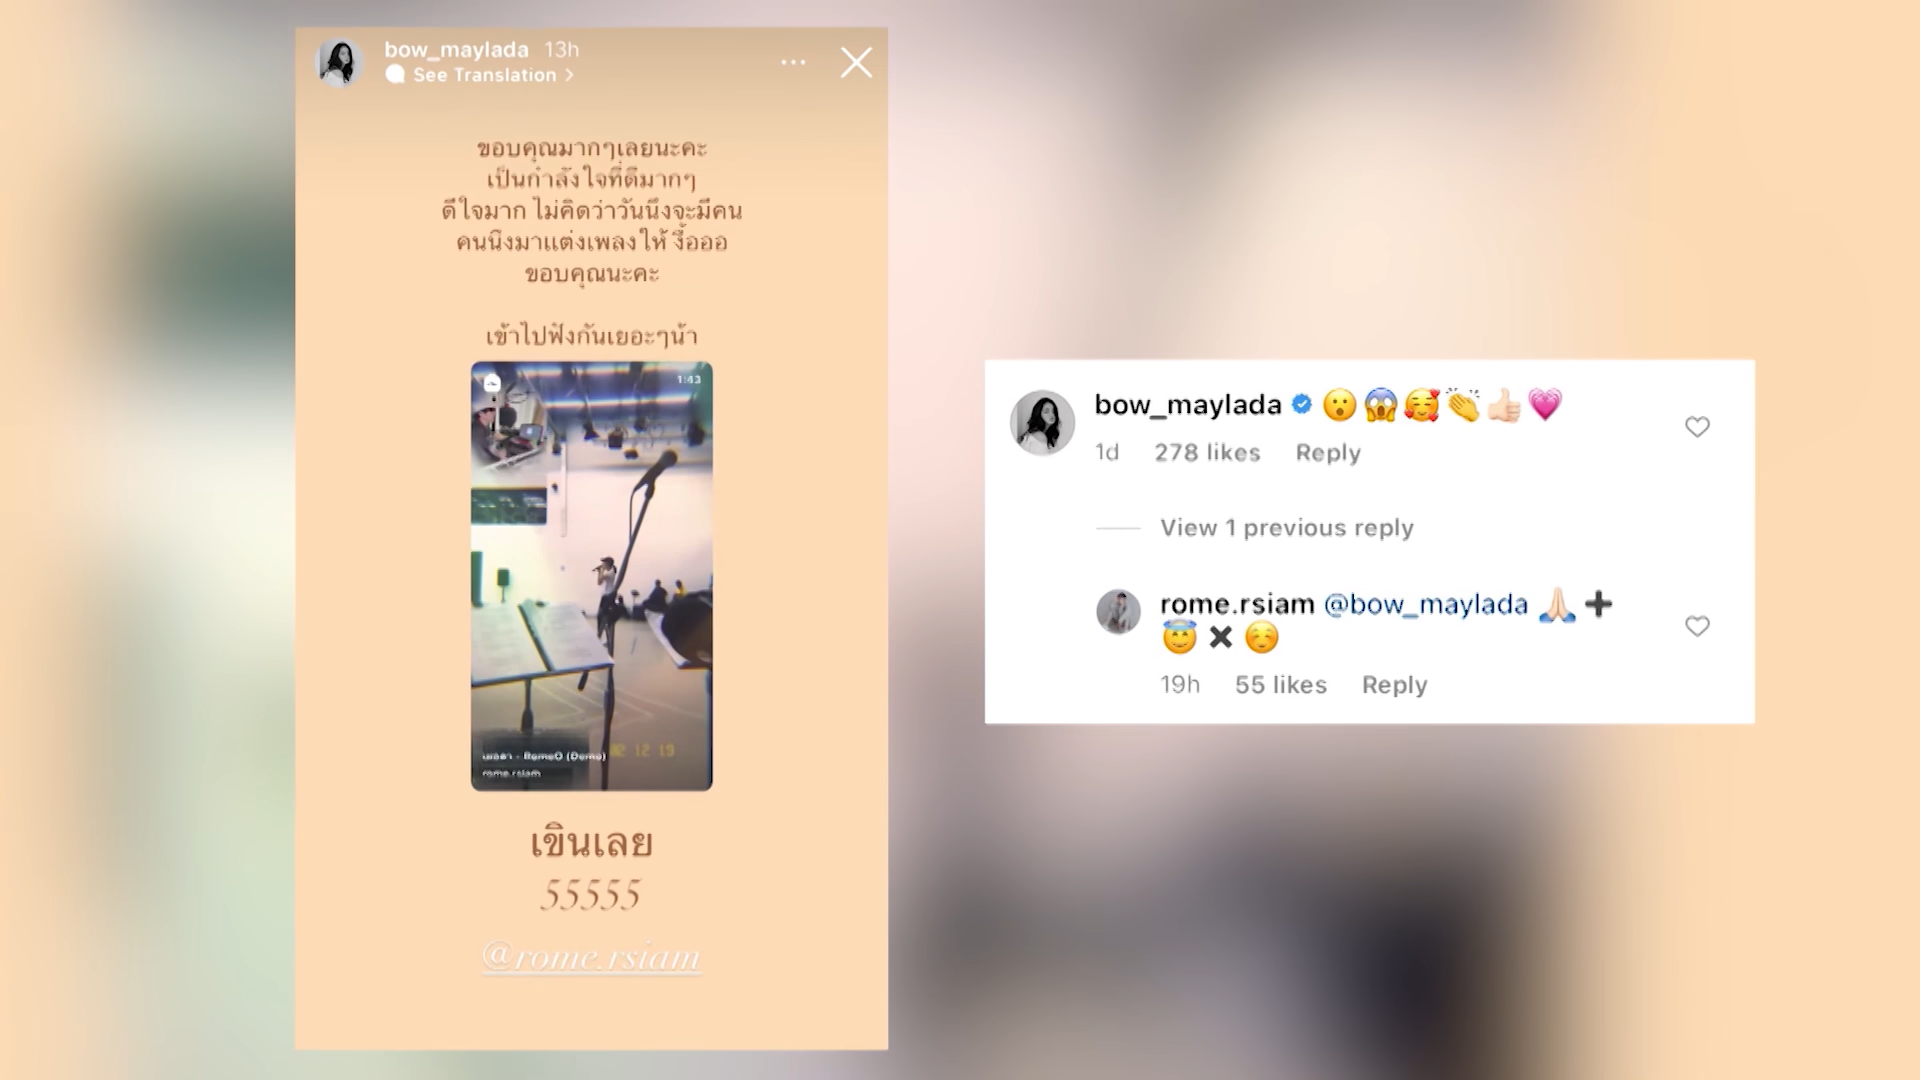 bow_maylada 13h
See Translation >
ขอบคุณมากๆเลยนะคะ
เป็นกำลังใจที่ดีมากๆ
ดีใจมาก ไม่คิดว่าวันนึงจะมีคน
คนนึงมาแต่งเพลงให้ งื้อออ
ขอบคุณนะคะ
เข้าไปฟังกันเยอะๆน้า
1:43
- RomeO (Demo)
12 19
rome.rsiam
เขินเลย
55555
@rome.rsiam
bow_maylada 😮😱🥰👏🏻👍🏻💗
1d 278 likes Reply
View 1 previous reply
rome.rsiam @bow_maylada 🙏🏻➕
😇✖️☺️
19h 55 likes Reply